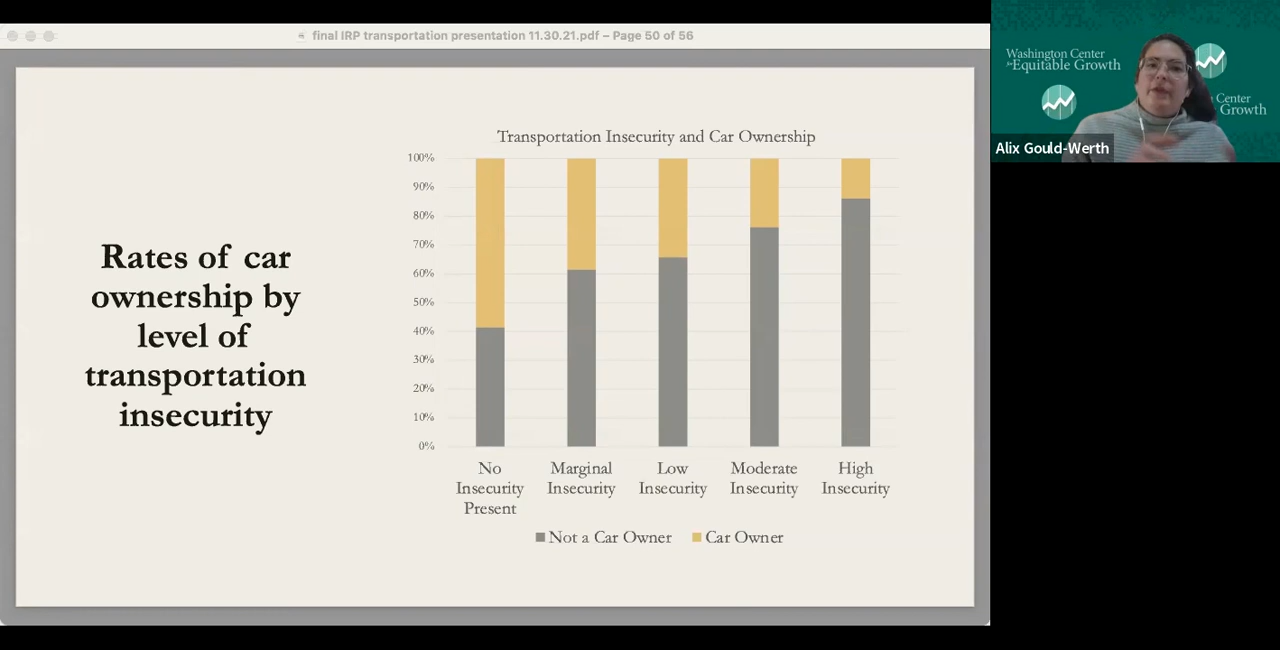 final IRP transportation presentation 11.30.21.pdf – Page 50 of 56
Rates of car
ownership by
level of
transportation
insecurity
Transportation Insecurity and Car Ownership
100%
90%
80%
70%
60%
50%
40%
30%
20%
10%
0%
No
Insecurity
Present
Marginal
Insecurity
Low
Insecurity
Moderate
Insecurity
High
Insecurity
Not a Car Owner
Car Owner
Washington Center
for Equitable Growth
Center
Growth
Alix Gould-Werth